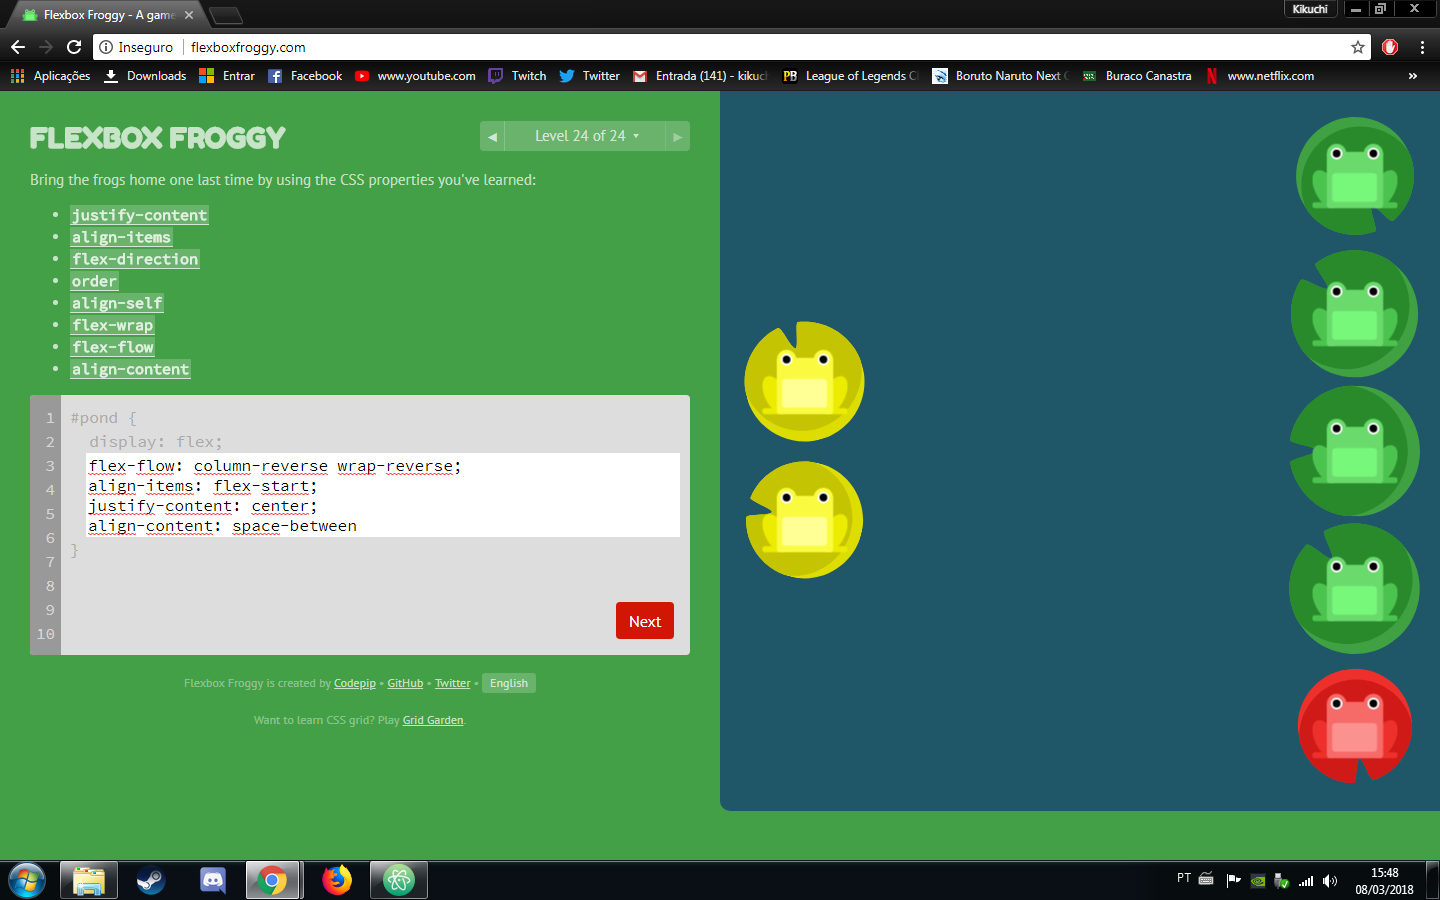 Flexbox Froggy - A game
Kikuchi
Inseguro flexboxfroggy.com
Aplicações Downloads Entrar Facebook www.youtube.com Twitch Twitter Entrada (141) - kikuc League of Legends C Boruto Naruto Next Buraco Canastra www.netflix.com »
FLEXBOX FROGGY
◀ Level 24 of 24 ▾ ▶
Bring the frogs home one last time by using the CSS properties you've learned:
• justify-content
• align-items
• flex-direction
• order
• align-self
• flex-wrap
• flex-flow
• align-content
1 #pond {
2 display: flex;
3 flex-flow: column-reverse wrap-reverse;
4 align-items: flex-start;
5 justify-content: center;
6 align-content: space-between
7 }
8
9
10
Next
Flexbox Froggy is created by Codepip • GitHub • Twitter • English
Want to learn CSS grid? Play Grid Garden.
PT
15:48
08/03/2018